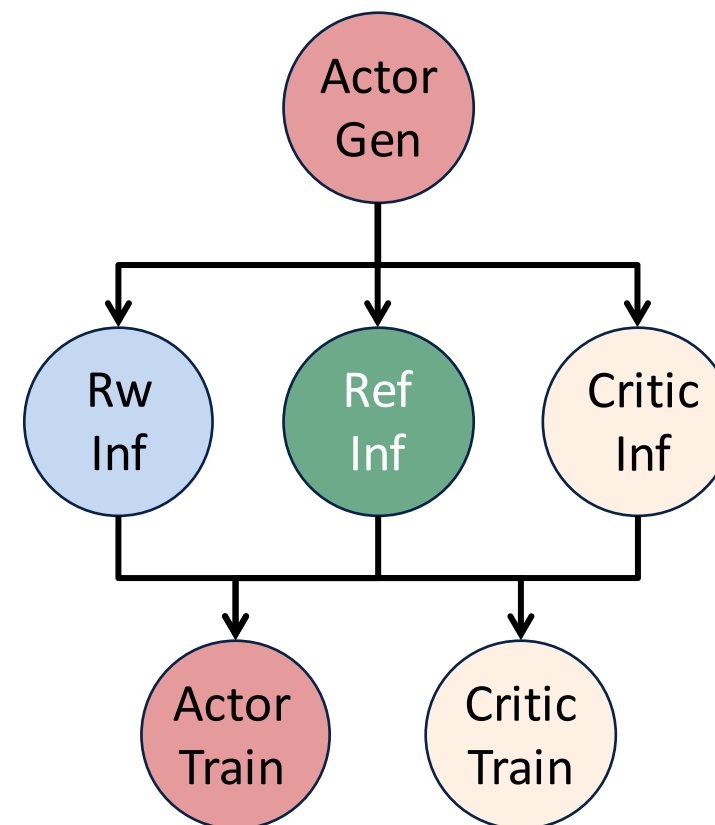 Actor
Gen
Rw
Inf
Ref
Inf
Critic
Inf
Actor
Train
Critic
Train